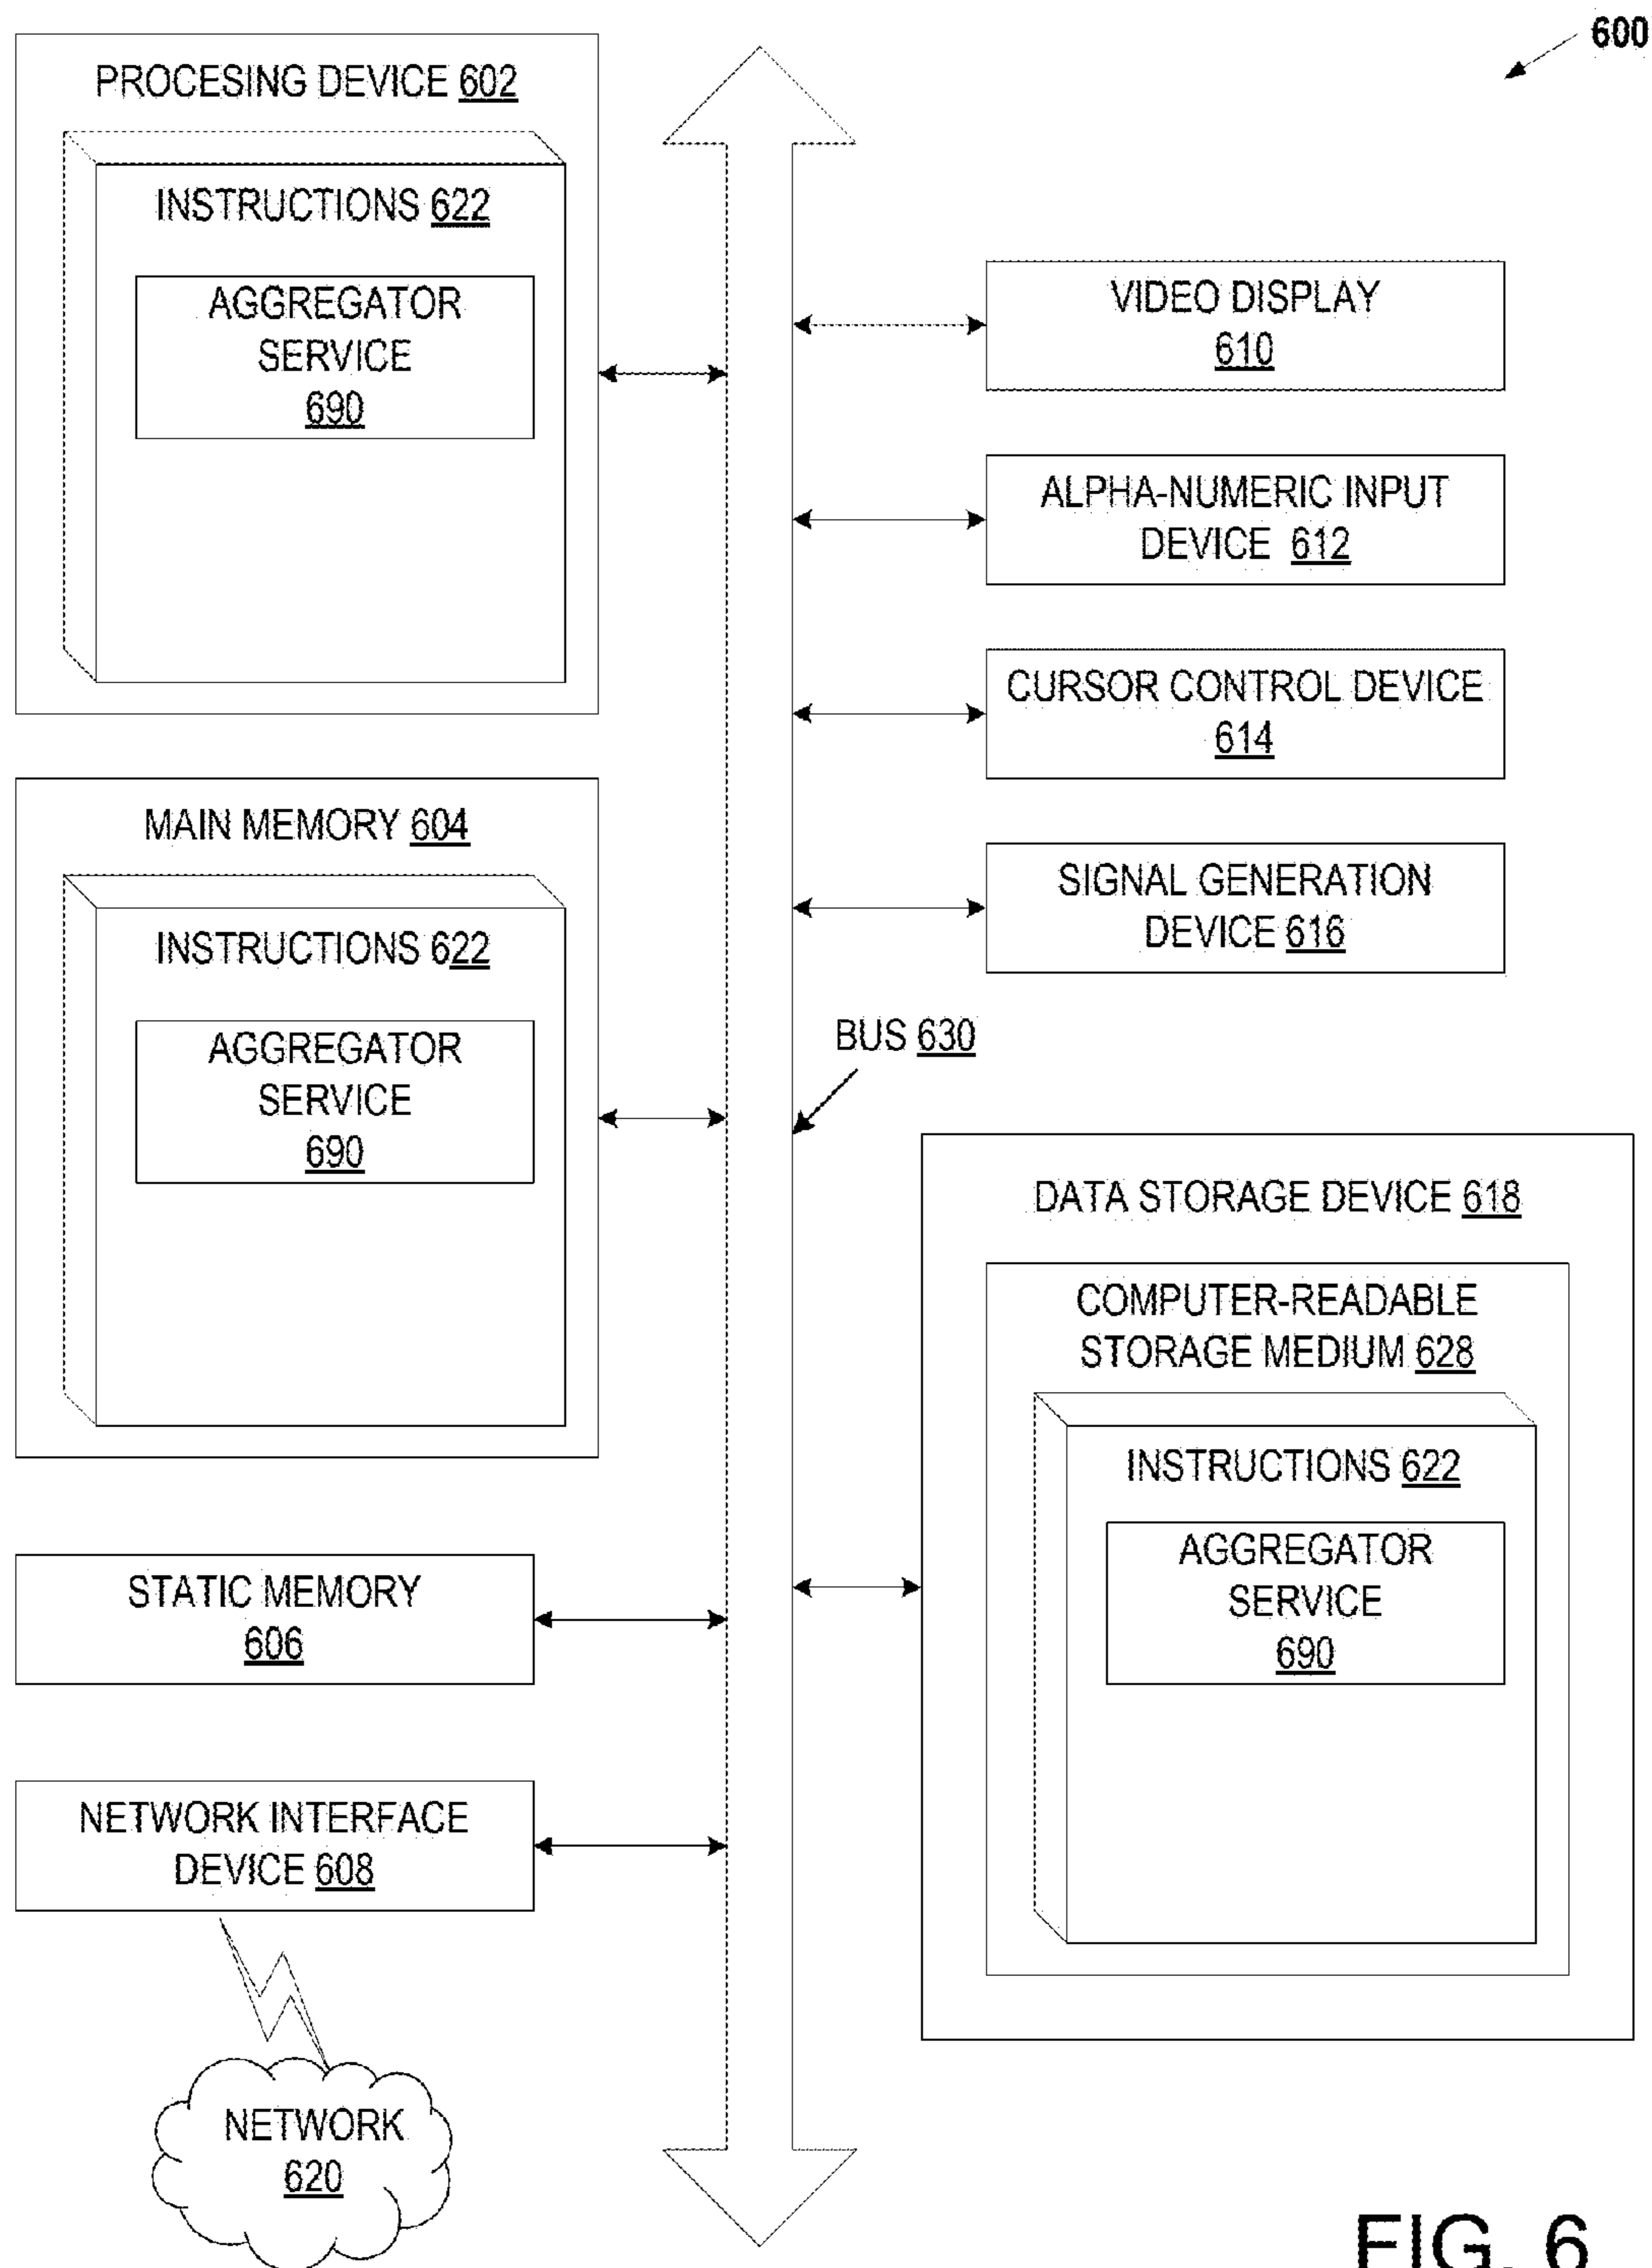 600
PROCESING DEVICE 602
INSTRUCTIONS 622
AGGREGATOR
SERVICE
690
MAIN MEMORY 604
INSTRUCTIONS 622
AGGREGATOR
SERVICE
690
STATIC MEMORY
606
NETWORK INTERFACE
DEVICE 608
NETWORK
620
VIDEO DISPLAY
610
ALPHA-NUMERIC INPUT
DEVICE 612
CURSOR CONTROL DEVICE
614
SIGNAL GENERATION
DEVICE 616
BUS 630
DATA STORAGE DEVICE 618
COMPUTER-READABLE
STORAGE MEDIUM 628
INSTRUCTIONS 622
AGGREGATOR
SERVICE
690
FIG. 6